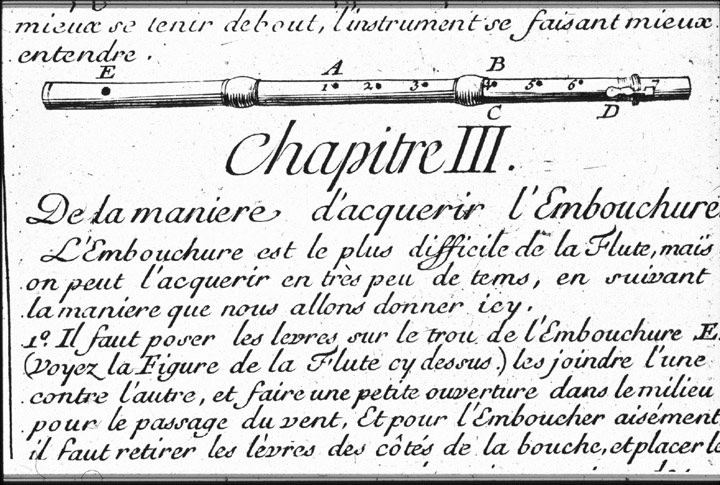 mieux se tenir debout, l'instrument se faisant mieux
entendre.
E A B
1 2 3 4 5 6 7
C D
Chapitre III.
De la maniere d'acquerir l'Embouchure
L'Embouchure est le plus difficile de la Flute, mais
on peut l'acquerir en très peu de tems, en suivant
la maniere que nous allons donner icy.
1º. Il faut poser les levres sur le trou de l'Embouchure E.
(Voyez la Figure de la Flute cy dessus.) les joindre l'une
contre l'autre, et faire une petite ouverture dans le milieu
pour le passage du vent, Et pour l'Emboucher aisément
il faut retirer les lèvres des côtés de la bouche, et placer le